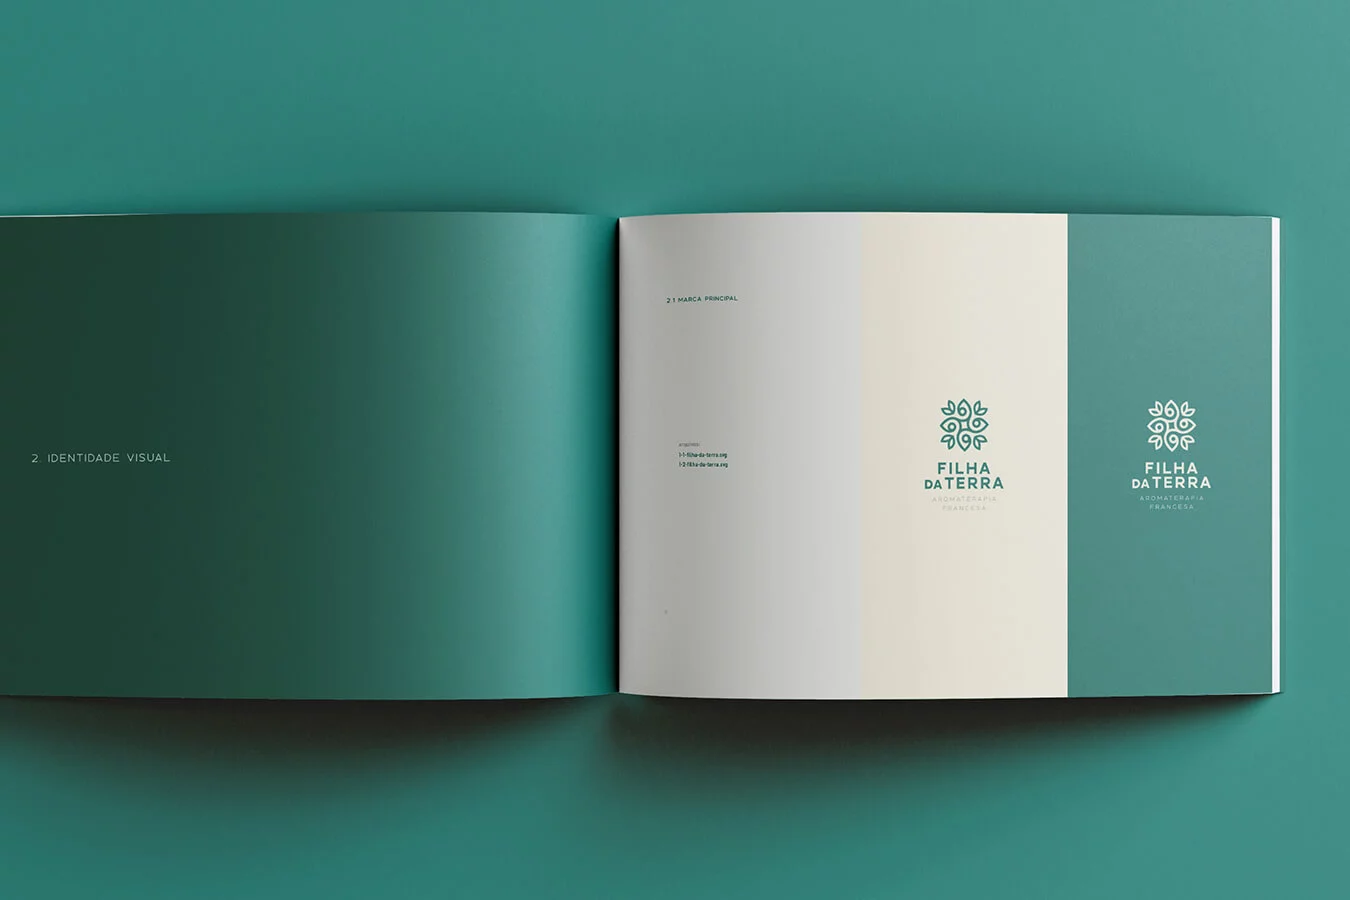 2. IDENTIDADE VISUAL
2.1 MARCA PRINCIPAL
arquivos:
1-1-filha-da-terra.svg
1-2-filha-da-terra.svg
FILHA
DA TERRA
AROMATERAPIA
FRANCESA
FILHA
DA TERRA
AROMATERAPIA
FRANCESA